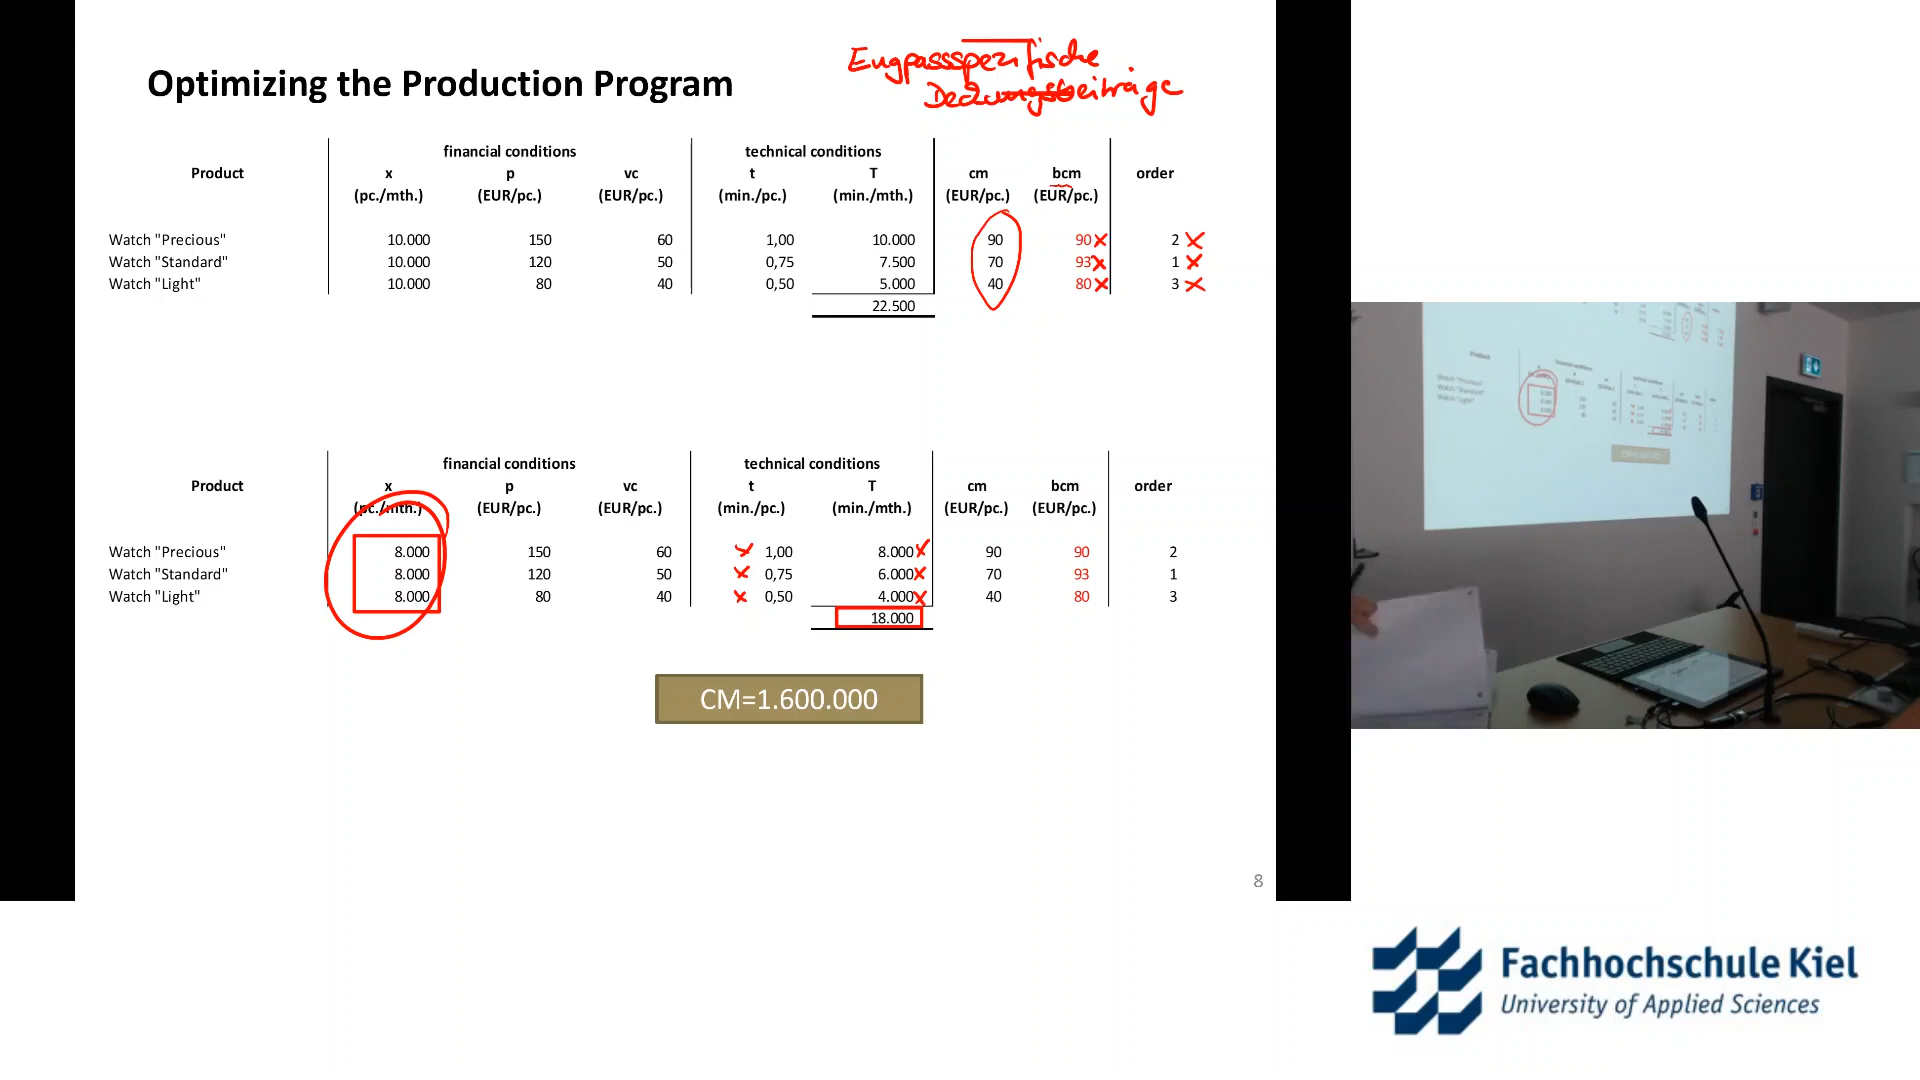 Engpassspezifische
Deckungsbeiträge
Optimizing the Production Program
financial conditions technical conditions
Product x p vc t T cm bcm order
(pc./mth.) (EUR/pc.) (EUR/pc.) (min./pc.) (min./mth.) (EUR/pc.) (EUR/pc.)
Watch "Precious" 10.000 150 60 1,00 10.000 90 90 2
Watch "Standard" 10.000 120 50 0,75 7.500 70 93 1
Watch "Light" 10.000 80 40 0,50 5.000 40 80 3
22.500
financial conditions technical conditions
Product x p vc t T cm bcm order
(pc./mth.) (EUR/pc.) (EUR/pc.) (min./pc.) (min./mth.) (EUR/pc.) (EUR/pc.)
Watch "Precious" 8.000 150 60 1,00 8.000 90 90 2
Watch "Standard" 8.000 120 50 0,75 6.000 70 93 1
Watch "Light" 8.000 80 40 0,50 4.000 40 80 3
18.000
CM=1.600.000
8
Product
Watch "Precious"
Watch "Standard"
Watch "Light"
Fachhochschule Kiel
University of Applied Sciences